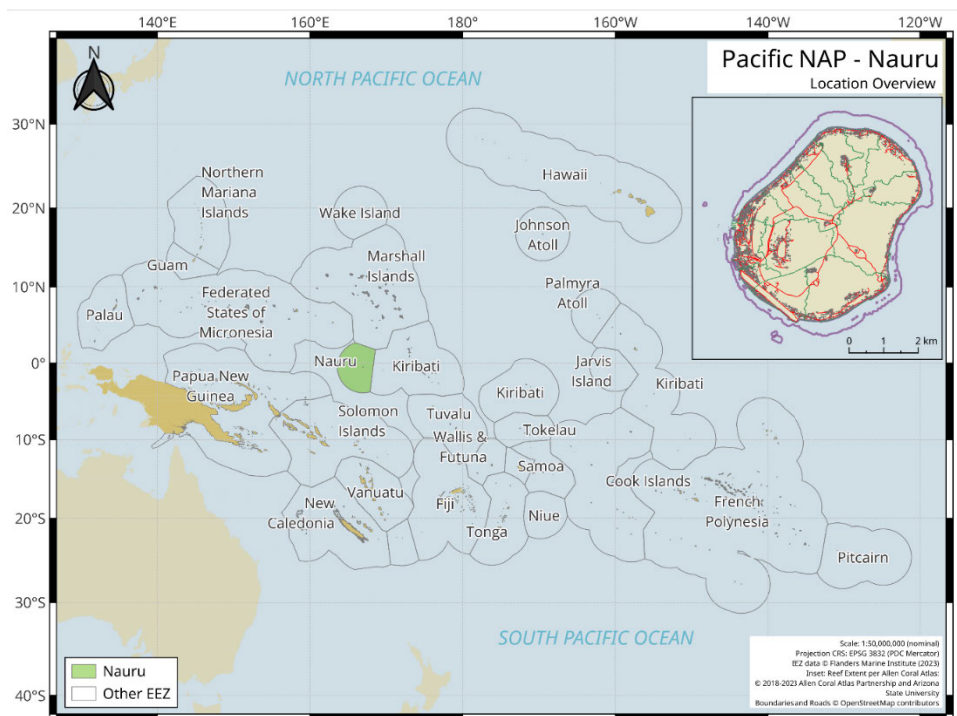 140°E
160°E
180°
160°W
140°W
120°W
N
NORTH PACIFIC OCEAN
Pacific NAP - Nauru
Location Overview
30°N
20°N
10°N
0°
10°S
20°S
30°S
40°S
Northern
Mariana
Islands
Wake Island
Hawaii
Johnson
Atoll
Guam
Marshall
Islands
Palau
Federated
States of
Micronesia
Palmyra
Atoll
Nauru
Kiribati
Jarvis
Island
Kiribati
Kiribati
Papua New
Guinea
Solomon
Islands
Tuvalu
Wallis &
Futuna
Tokelau
Samoa
Cook Islands
Vanuatu
New
Caledonia
Fiji
Tonga
Niue
French
Polynesia
Pitcairn
0
1
2 km
SOUTH PACIFIC OCEAN
Nauru
Other EEZ
Scale: 1:50,000,000 (nominal)
Projection CRS: EPSG 3832 (PDC Mercator)
EEZ data © Flanders Marine Institute (2023)
Inset: Reef Extent per Allen Coral Atlas:
© 2018-2023 Allen Coral Atlas Partnership and Arizona
State University
Boundaries and Roads © OpenStreetMap contributors